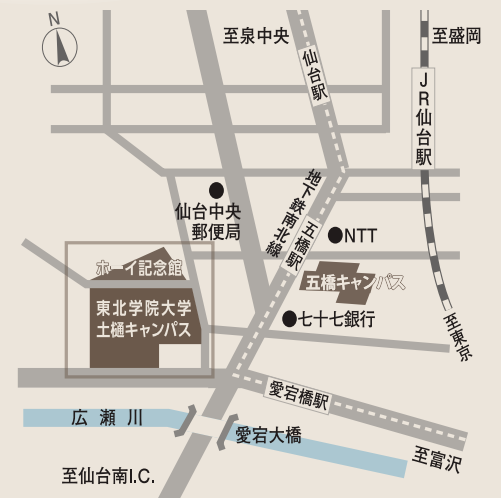 N
至泉中央
至盛岡
仙台駅
JR仙台駅
地下鉄南北線
仙台中央
郵便局
五橋駅
NTT
ホーイ記念館
五橋キャンパス
東北学院大学
土樋キャンパス
七十七銀行
至東京
愛宕橋駅
広瀬川
愛宕大橋
至富沢
至仙台南I.C.